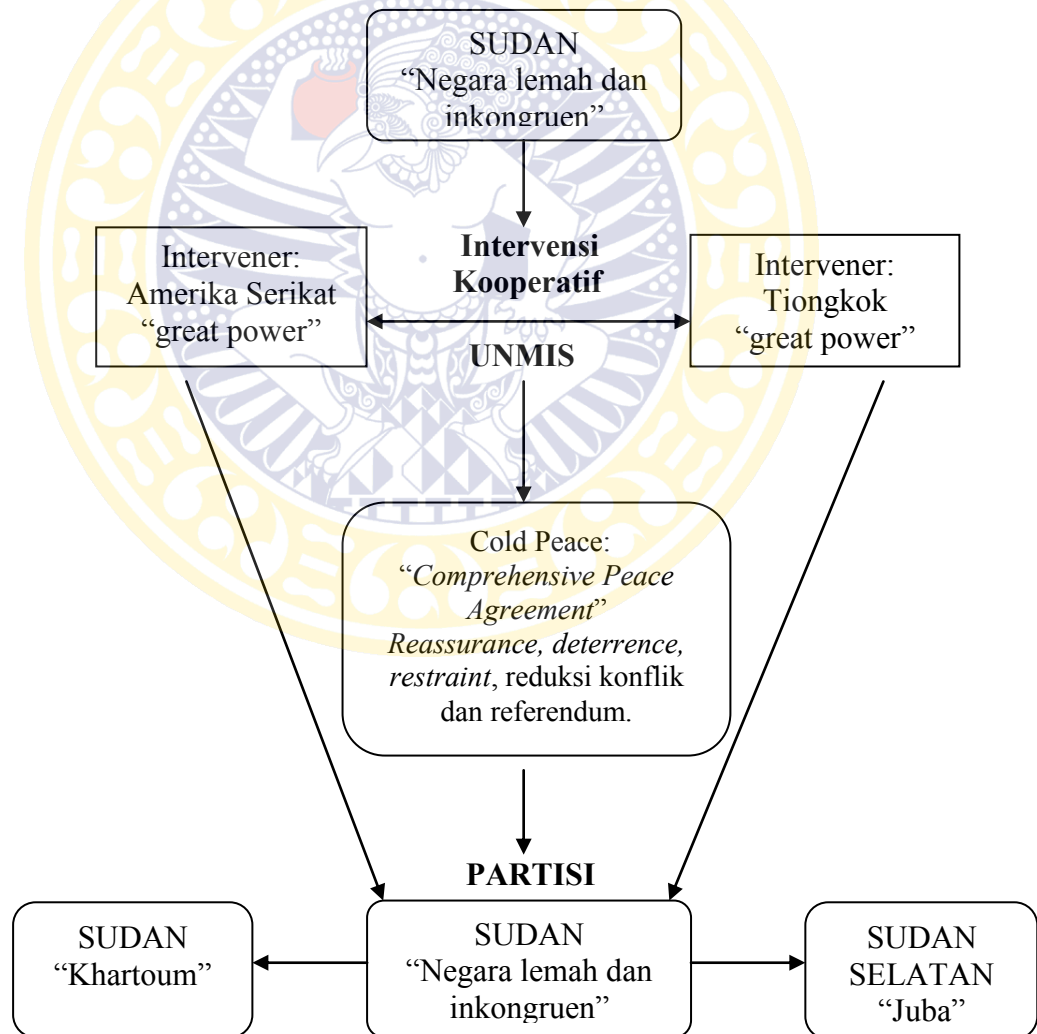 SUDAN
“Negara lemah dan
inkongruen”
Intervensi
Kooperatif
Intervener:
Amerika Serikat
“great power”
Intervener:
Tiongkok
“great power”
UNMIS
Cold Peace:
“Comprehensive Peace
Agreement”
Reassurance, deterrence,
restraint, reduksi konflik
dan referendum.
PARTISI
SUDAN
“Khartoum”
SUDAN
“Negara lemah dan
inkongruen”
SUDAN
SELATAN
“Juba”